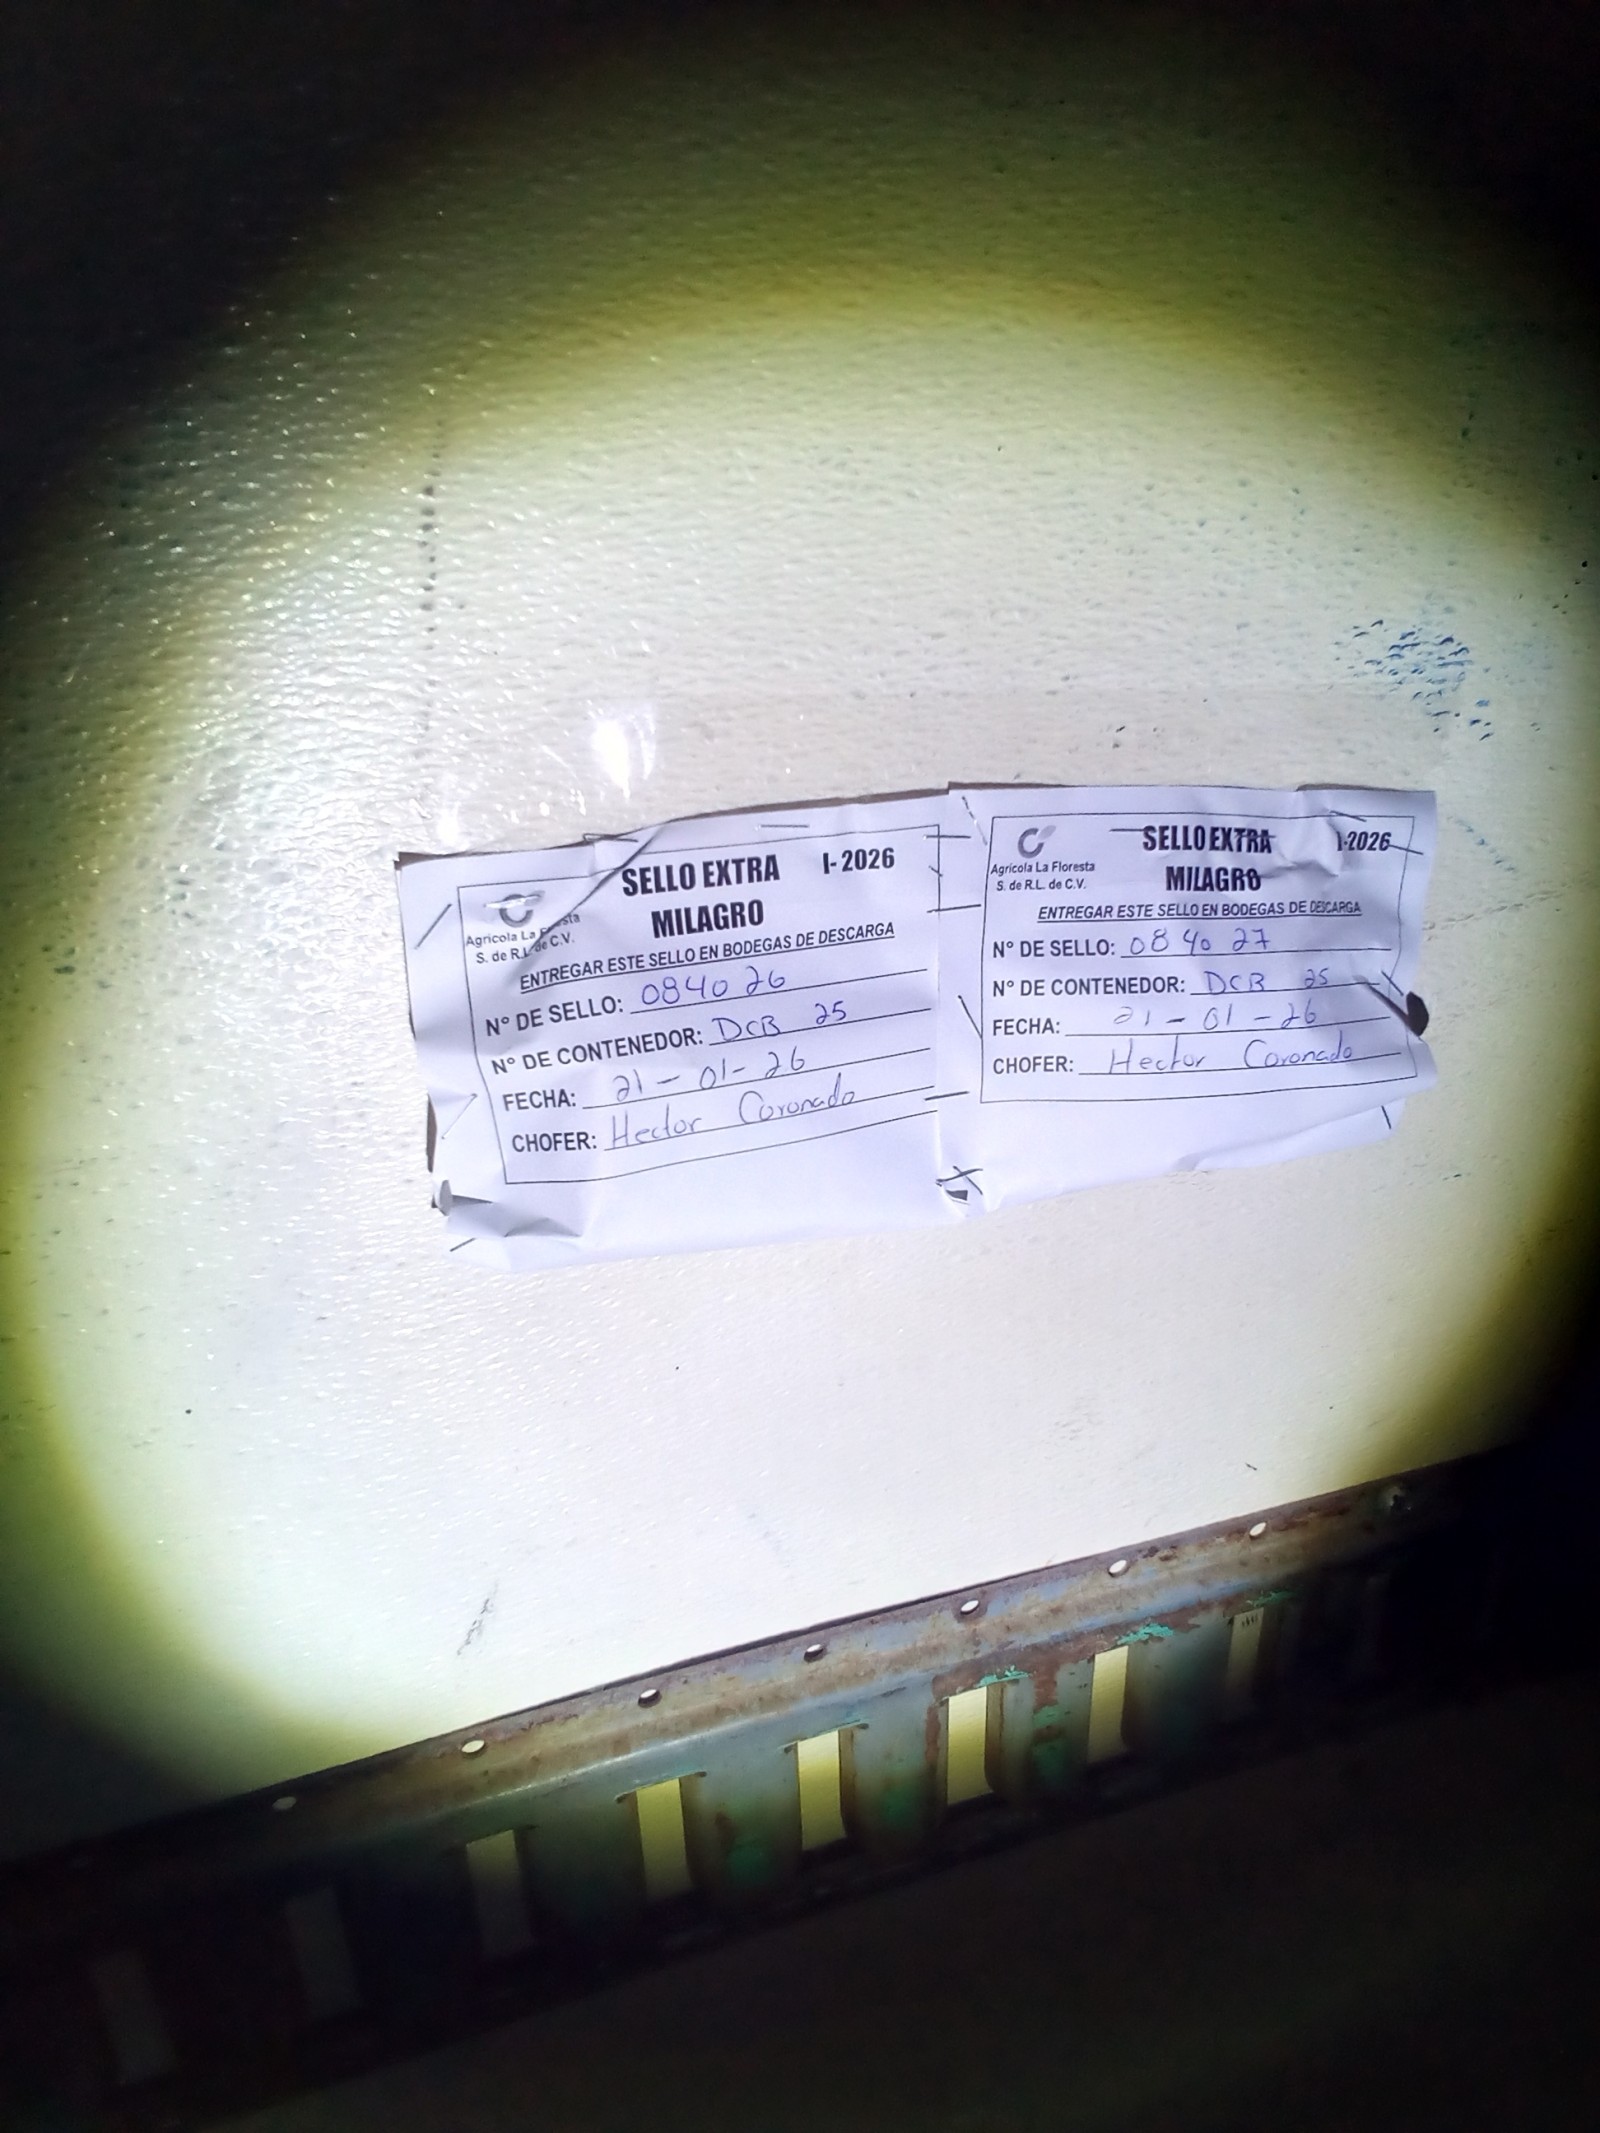 SELLO EXTRA I-2026
MILAGRO
Agrícola La
S. de R.L. de C.V.
ENTREGAR ESTE SELLO EN BODEGAS DE DESCARGA
N° DE SELLO: 084026
N° DE CONTENEDOR: DCB 25
FECHA: 21-01-26
CHOFER: Hector Coronado
SELLO EXTRA I-2026
MILAGRO
Agrícola La Floresta
S. de R.L. de C.V.
ENTREGAR ESTE SELLO EN BODEGAS DE DESCARGA
N° DE SELLO: 084027
N° DE CONTENEDOR: DCB 25
FECHA: 21-01-26
CHOFER: Hector Coronado